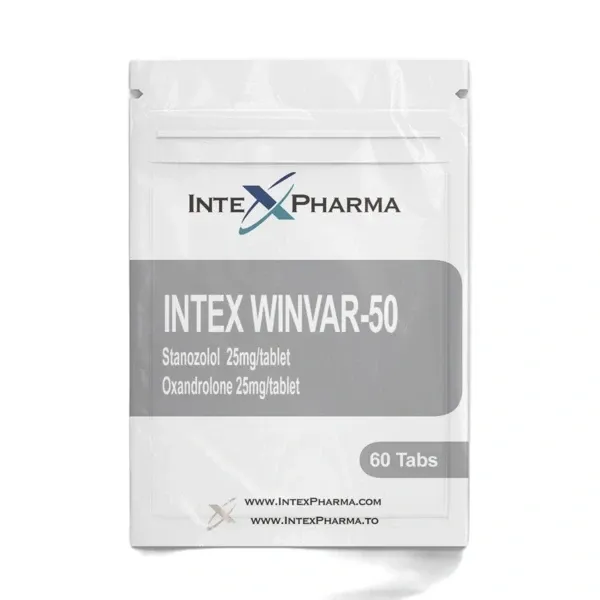 INTEXPHARMA
INTEX WINVAR-50
Stanozolol 25mg/tablet
Oxandrolone 25mg/tablet
60 Tabs
www.IntexPharma.com
www.IntexPharma.to